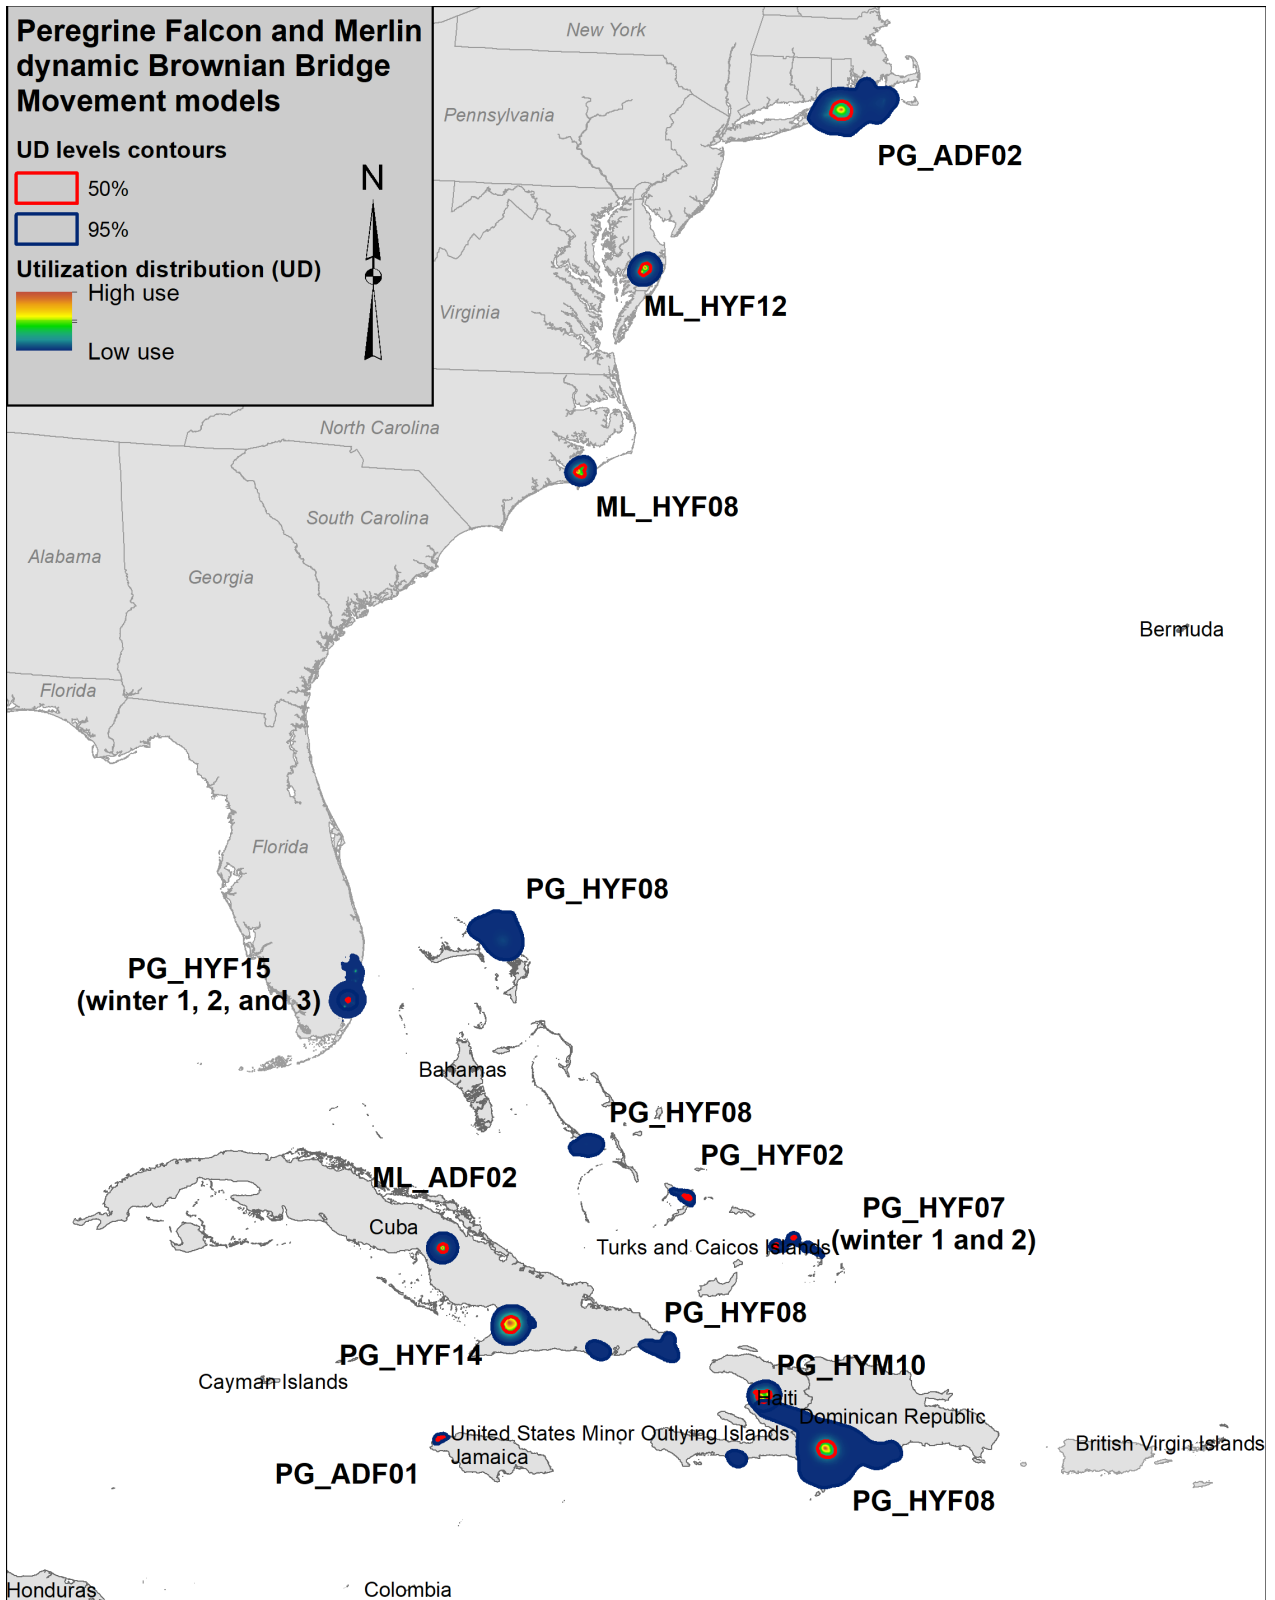 Peregrine Falcon and Merlin
dynamic Brownian Bridge
Movement models
UD levels contours
50%
95%
Utilization distribution (UD)
High use
Low use
N
New York
Pennsylvania
PG_ADF02
ML_HYF12
Virginia
North Carolina
ML_HYF08
South Carolina
Alabama
Georgia
Bermuda
Florida
Florida
PG_HYF08
PG_HYF15
(winter 1, 2, and 3)
Bahamas
PG_HYF08
PG_HYF02
ML_ADF02
PG_HYF07
(winter 1 and 2)
Cuba
Turks and Caicos Islands
PG_HYF08
PG_HYF14
PG_HYM10
Cayman Islands
Haiti
Dominican Republic
United States Minor Outlying Islands
British Virgin Islands
Jamaica
PG_ADF01
PG_HYF08
Honduras
Colombia